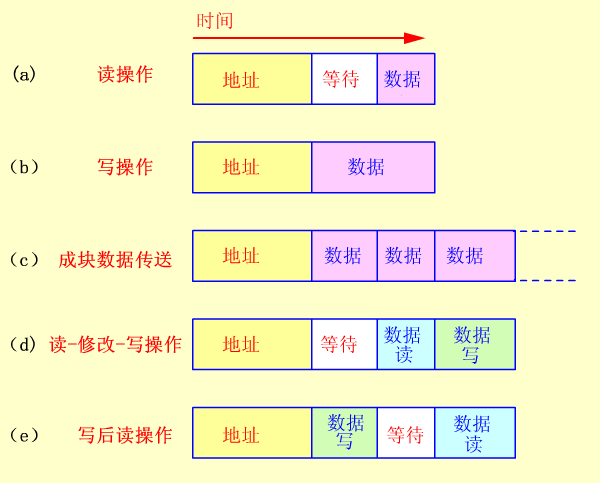 时间
(a) 读操作 地址 等待 数据
（b） 写操作 地址 数据
（c） 成块数据传送 地址 数据 数据 数据
（d) 读-修改-写操作 地址 等待 数据 读 数据 写
（e） 写后读操作 地址 数据 写 等待 数据 读